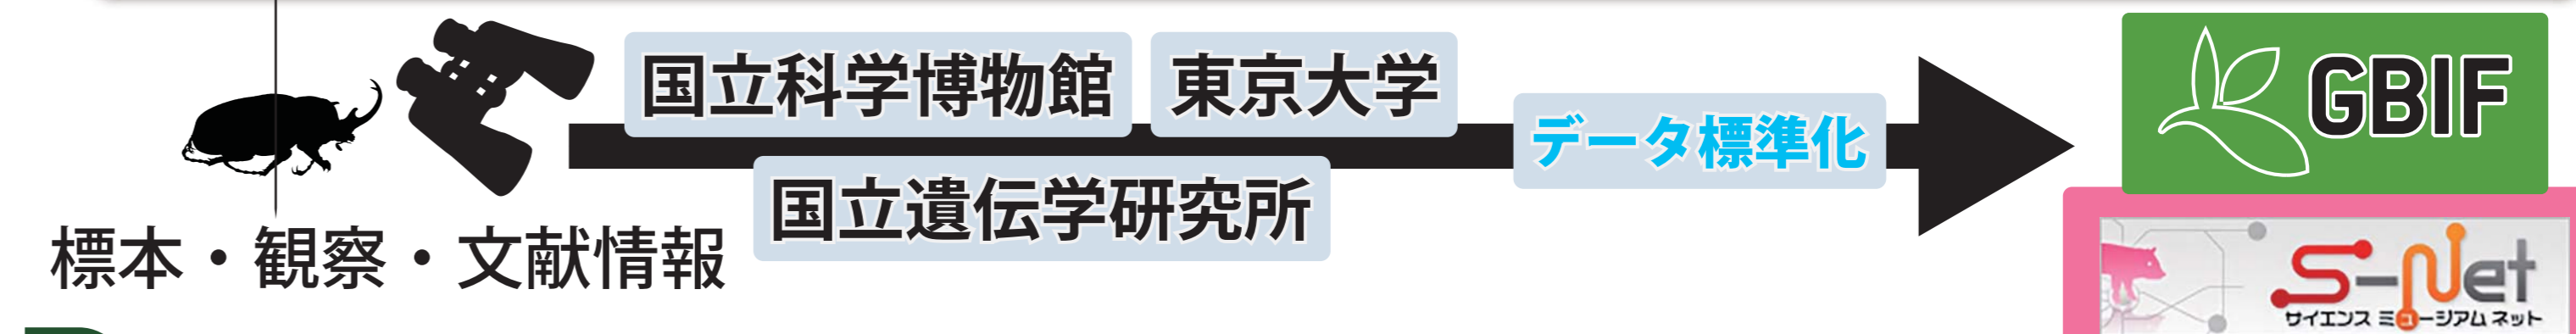 国立科学博物館
東京大学
国立遺伝学研究所
データ標準化
標本・観察・文献情報
GBIF
S-Net
サイエンス ミュージアム ネット